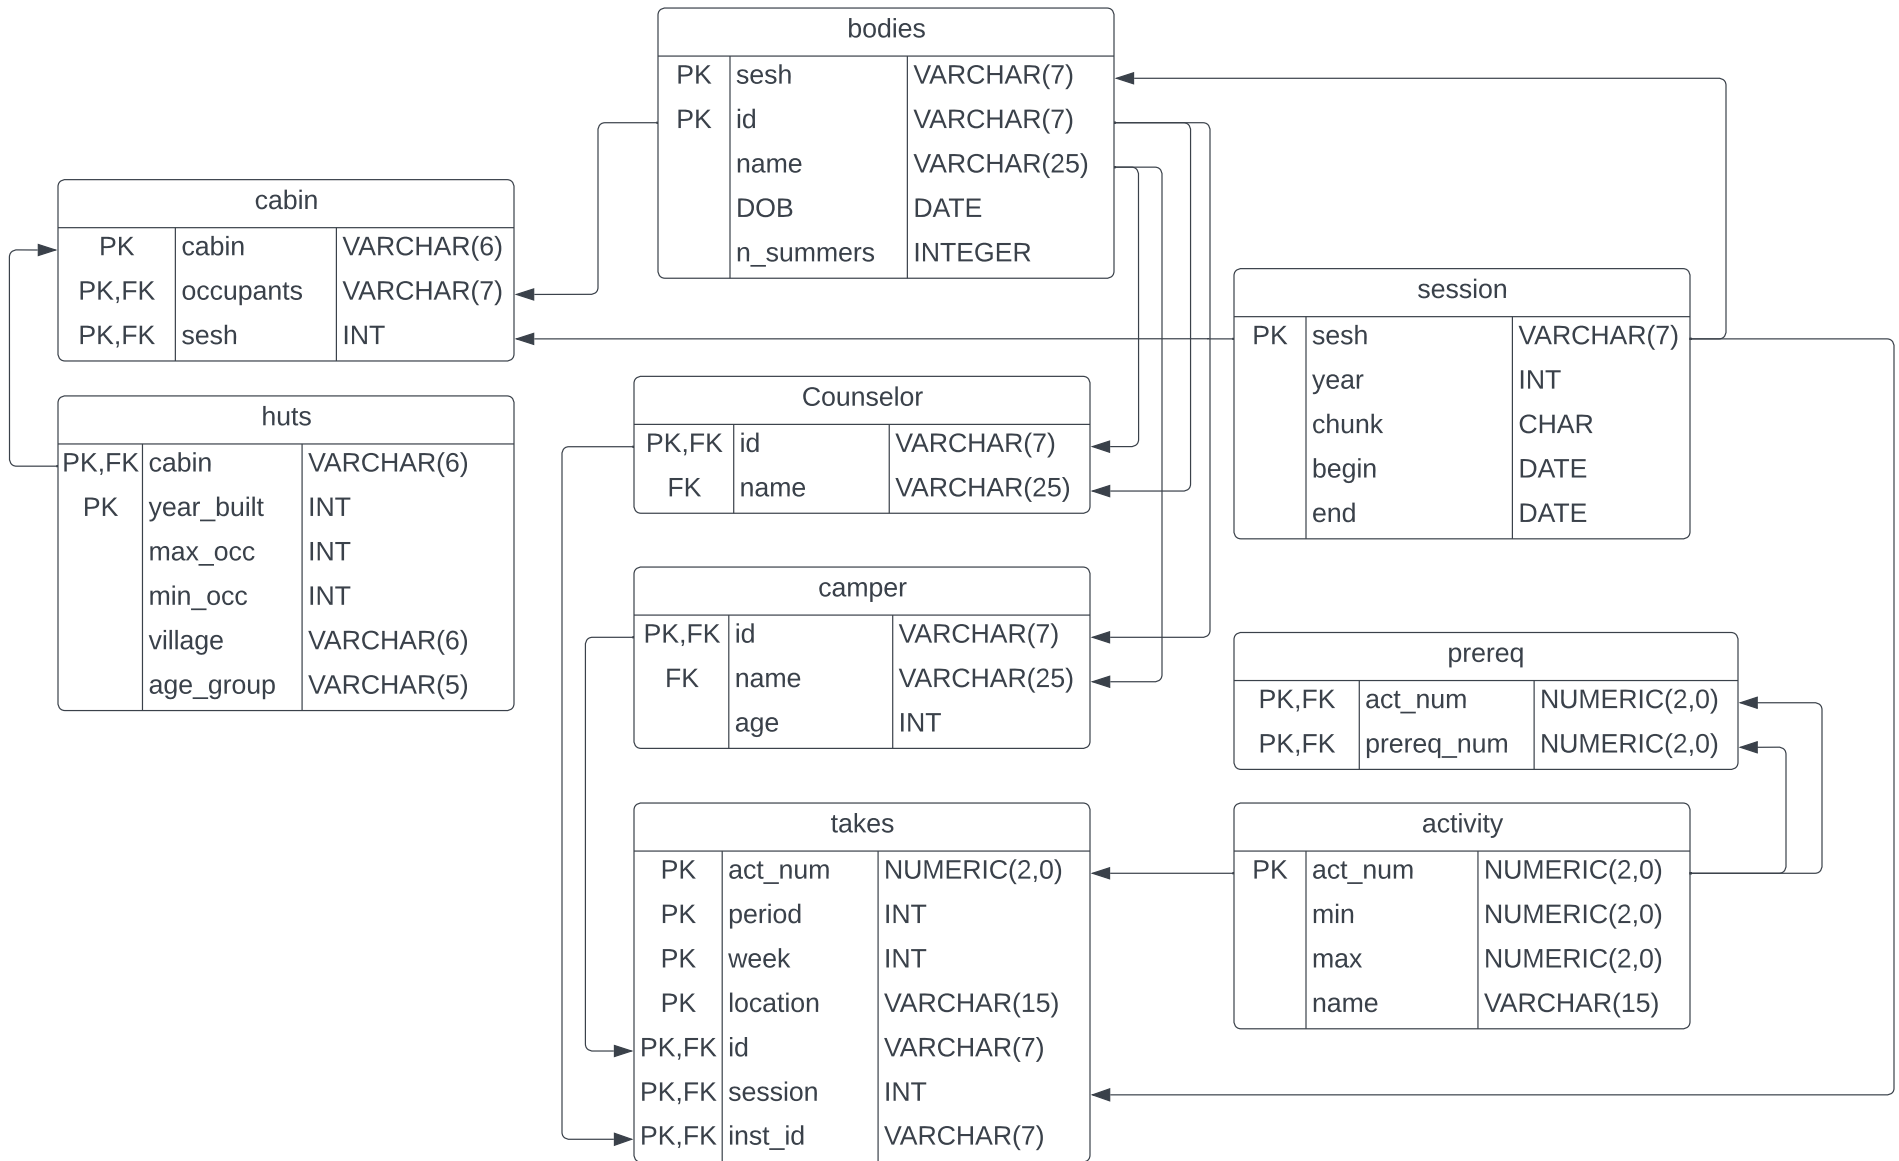 bodies
PK sesh VARCHAR(7)
PK id VARCHAR(7)
name VARCHAR(25)
DOB DATE
n_summers INTEGER
cabin
PK cabin VARCHAR(6)
PK,FK occupants VARCHAR(7)
PK,FK sesh INT
huts
PK,FK cabin VARCHAR(6)
PK year_built INT
max_occ INT
min_occ INT
village VARCHAR(6)
age_group VARCHAR(5)
Counselor
PK,FK id VARCHAR(7)
FK name VARCHAR(25)
camper
PK,FK id VARCHAR(7)
FK name VARCHAR(25)
age INT
takes
PK act_num NUMERIC(2,0)
PK period INT
PK week INT
PK location VARCHAR(15)
PK,FK id VARCHAR(7)
PK,FK session INT
PK,FK inst_id VARCHAR(7)
session
PK sesh VARCHAR(7)
year INT
chunk CHAR
begin DATE
end DATE
prereq
PK,FK act_num NUMERIC(2,0)
PK,FK prereq_num NUMERIC(2,0)
activity
PK act_num NUMERIC(2,0)
min NUMERIC(2,0)
max NUMERIC(2,0)
name VARCHAR(15)